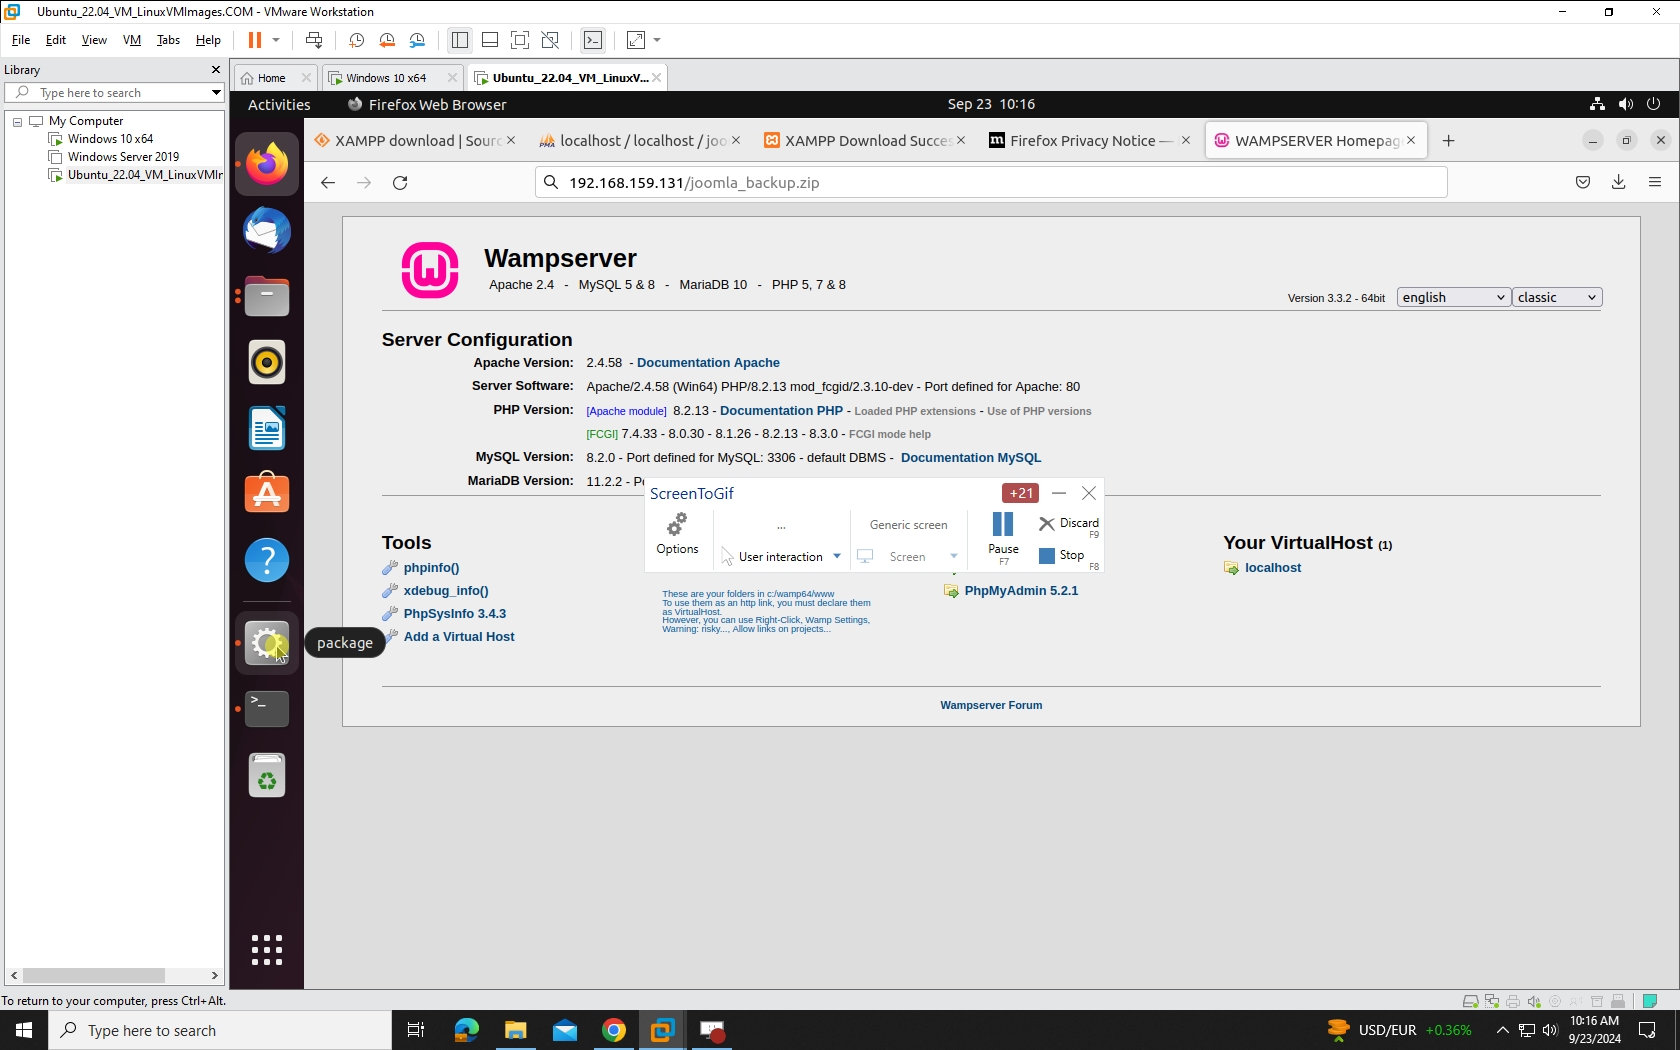 Ubuntu_22.04_VM_LinuxVMImages.COM - VMware Workstation
File Edit View VM Tabs Help
Library
Type here to search
My Computer
Windows 10 x64
Windows Server 2019
Ubuntu_22.04_VM_LinuxVMIr
Home
Windows 10 x64
Ubuntu_22.04_VM_LinuxV...
Activities
Firefox Web Browser
Sep 23 10:16
XAMPP download | Sourc
localhost / localhost / joo
XAMPP Download Succes
Firefox Privacy Notice —
WAMPSERVER Homepag
192.168.159.131/joomla_backup.zip
Wampserver
Apache 2.4 - MySQL 5 & 8 - MariaDB 10 - PHP 5, 7 & 8
Version 3.3.2 - 64bit
english
classic
Server Configuration
Apache Version: 2.4.58 - Documentation Apache
Server Software: Apache/2.4.58 (Win64) PHP/8.2.13 mod_fcgid/2.3.10-dev - Port defined for Apache: 80
PHP Version: [Apache module] 8.2.13 - Documentation PHP - Loaded PHP extensions - Use of PHP versions
[FCGI] 7.4.33 - 8.0.30 - 8.1.26 - 8.2.13 - 8.3.0 - FCGI mode help
MySQL Version: 8.2.0 - Port defined for MySQL: 3306 - default DBMS - Documentation MySQL
MariaDB Version: 11.2.2 - P
ScreenToGif
+21
Options
...
User interaction
Generic screen
Screen
Pause
F7
Discard
F9
Stop
F8
Tools
phpinfo()
xdebug_info()
PhpSysInfo 3.4.3
Add a Virtual Host
These are your folders in c:/wamp64/www
To use them as an http link, you must declare them
as VirtualHost.
However, you can use Right-Click, Wamp Settings,
Warning: risky..., Allow links on projects...
PhpMyAdmin 5.2.1
Your VirtualHost (1)
localhost
package
Wampserver Forum
To return to your computer, press Ctrl+Alt.
Type here to search
USD/EUR +0.36%
10:16 AM
9/23/2024